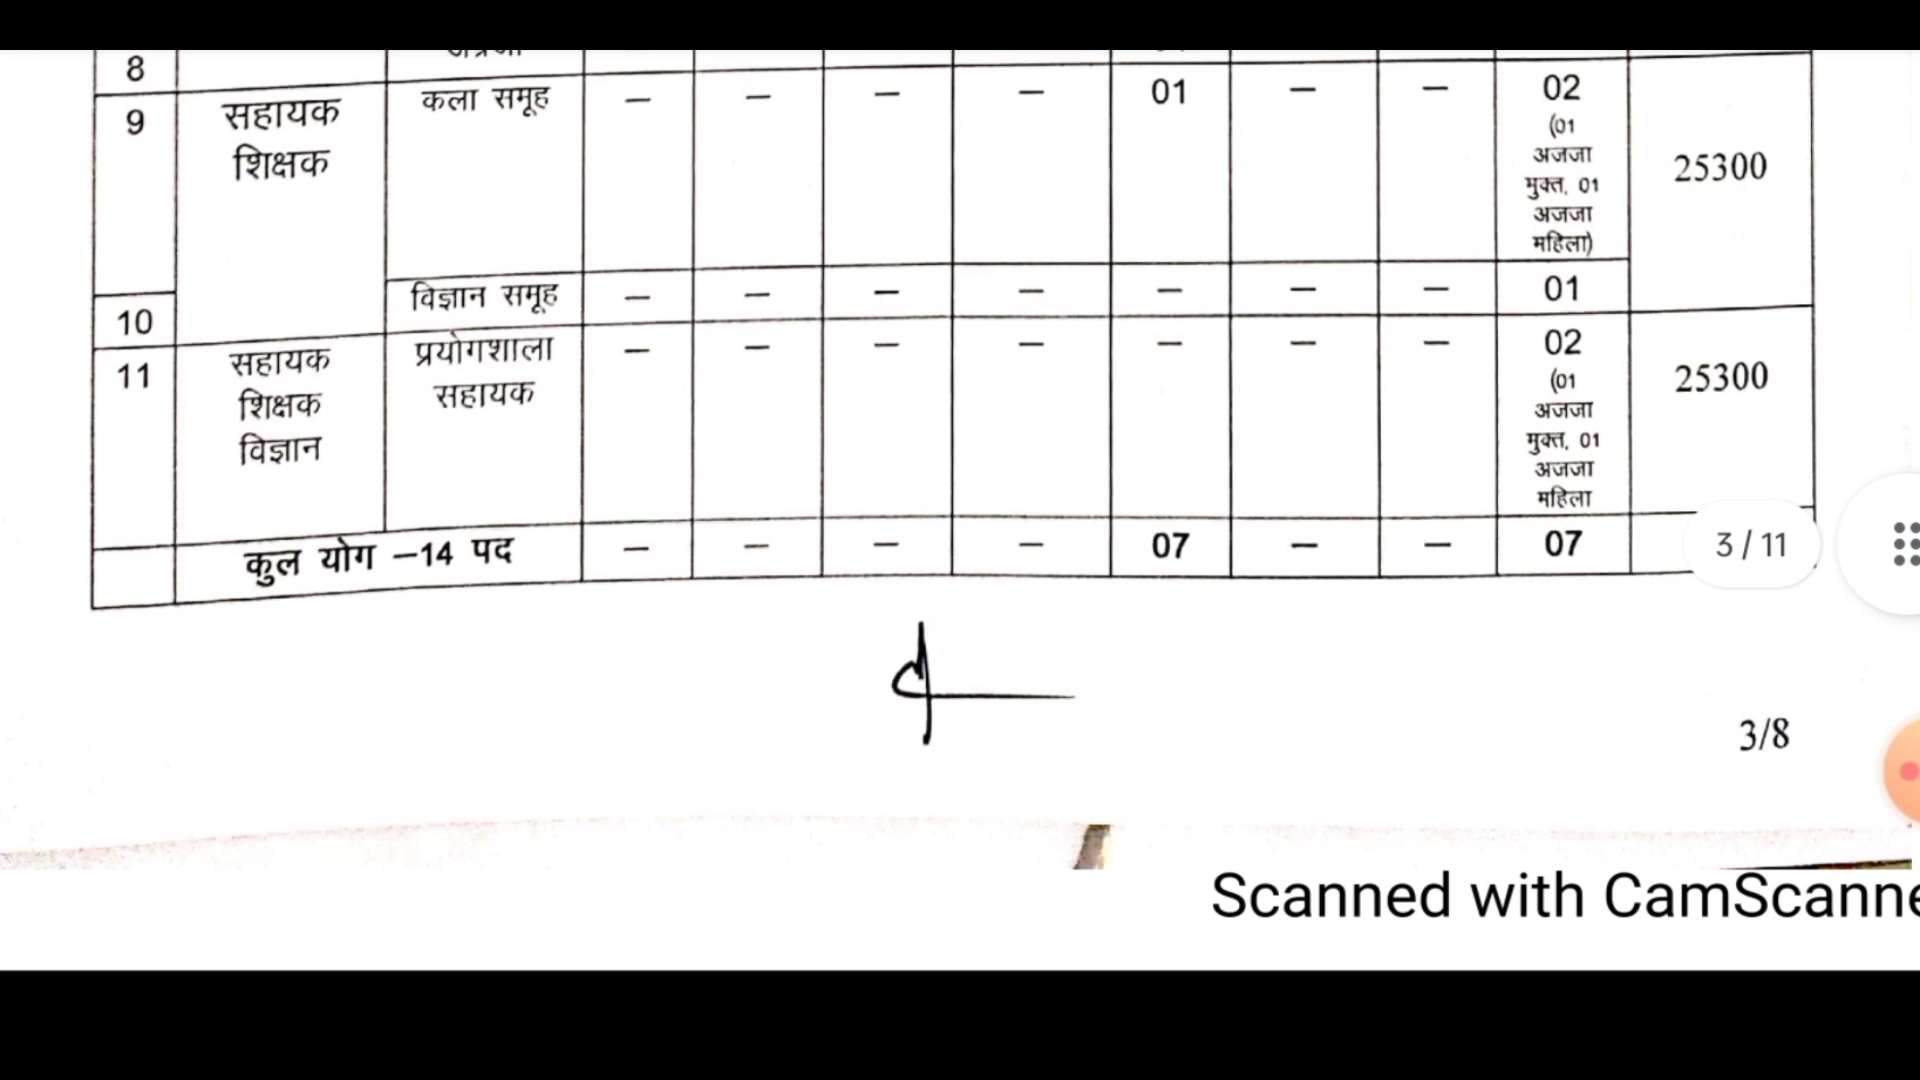 8
9 सहायक कला समूह — — — — 01 — — 02
शिक्षक (01
अजजा
मुक्त, 01
अजजा
महिला) 25300
10 विज्ञान समूह — — — — — — — 01
11 सहायक प्रयोगशाला — — — — — — — 02
शिक्षक सहायक (01
विज्ञान अजजा
मुक्त, 01
अजजा
महिला 25300
कुल योग –14 पद — — — — 07 — — 07
3 / 11
3/8
Scanned with CamScanne